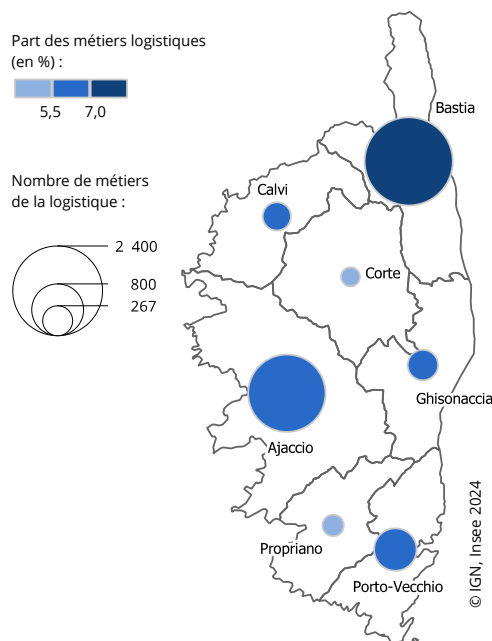 Part des métiers logistiques
(en %) :
5,5 7,0
Nombre de métiers
de la logistique :
2 400
800
267
Bastia
Calvi
Corte
Ghisonaccia
Ajaccio
Propriano
Porto-Vecchio
© IGN, Insee 2024